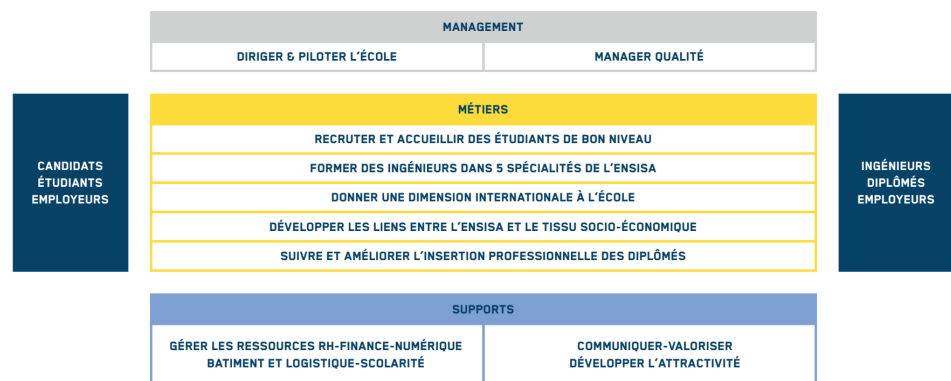 MANAGEMENT
DIRIGER & PILOTER L'ÉCOLE
MANAGER QUALITÉ
CANDIDATS
ÉTUDIANTS
EMPLOYEURS
MÉTIERS
RECRUTER ET ACCUEILLIR DES ÉTUDIANTS DE BON NIVEAU
FORMER DES INGÉNIEURS DANS 5 SPÉCIALITÉS DE L'ENSISA
DONNER UNE DIMENSION INTERNATIONALE À L'ÉCOLE
DÉVELOPPER LES LIENS ENTRE L'ENSISA ET LE TISSU SOCIO-ÉCONOMIQUE
SUIVRE ET AMÉLIORER L'INSERTION PROFESSIONNELLE DES DIPLÔMÉS
INGÉNIEURS
DIPLÔMÉS
EMPLOYEURS
SUPPORTS
GÉRER LES RESSOURCES RH-FINANCE-NUMÉRIQUE
BATIMENT ET LOGISTIQUE-SCOLARITÉ
COMMUNIQUER-VALORISER
DÉVELOPPER L'ATTRACTIVITÉ